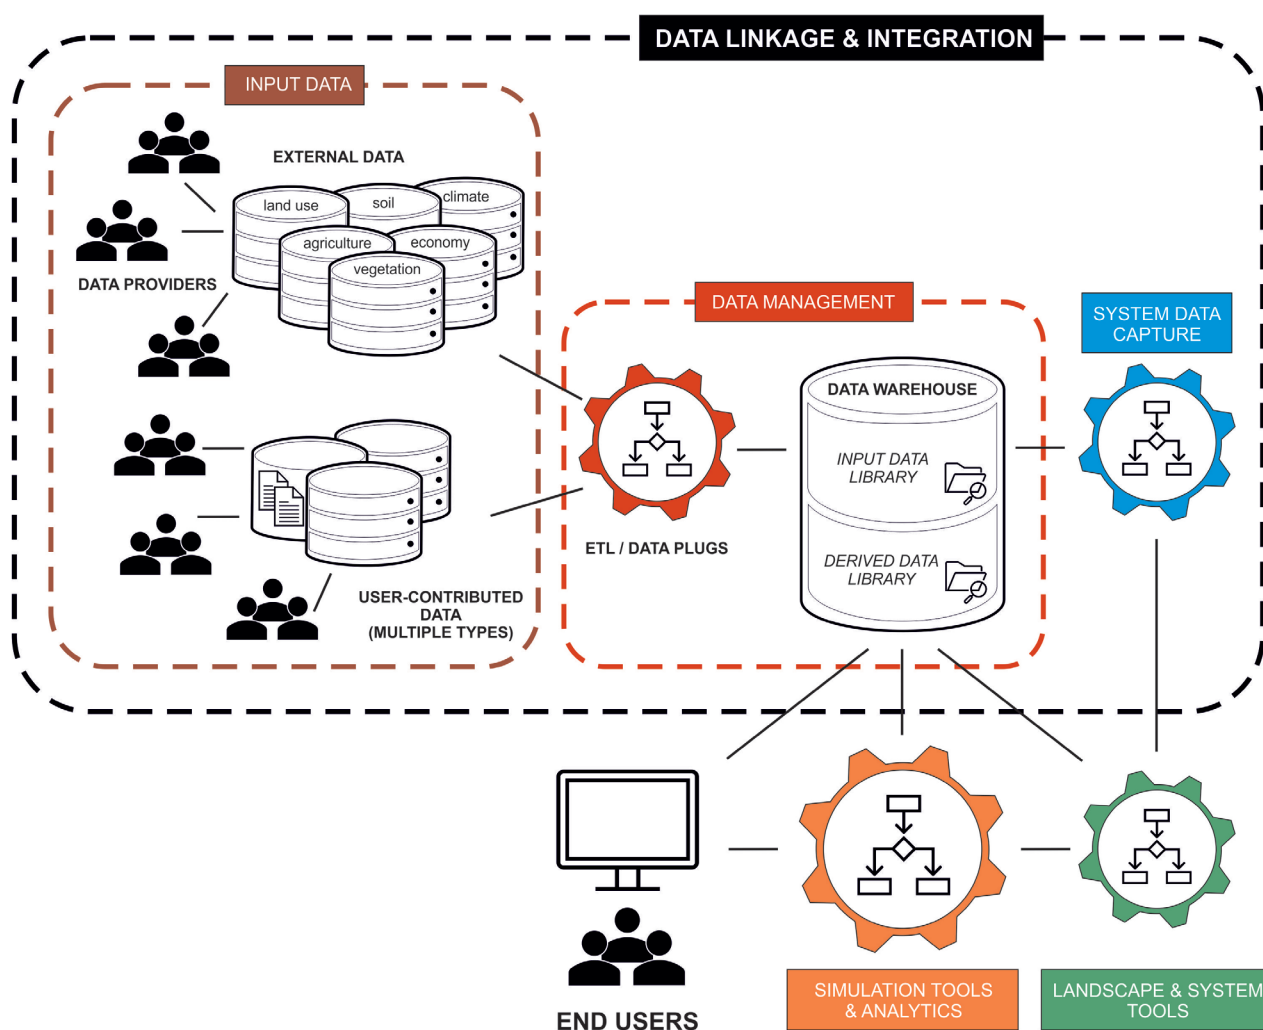 DATA LINKAGE & INTEGRATION
INPUT DATA
EXTERNAL DATA
land use
soil
climate
agriculture
economy
vegetation
DATA PROVIDERS
USER-CONTRIBUTED
DATA
(MULTIPLE TYPES)
DATA MANAGEMENT
ETL / DATA PLUGS
DATA WAREHOUSE
INPUT DATA
LIBRARY
DERIVED DATA
LIBRARY
SYSTEM DATA
CAPTURE
END USERS
SIMULATION TOOLS
& ANALYTICS
LANDSCAPE & SYSTEM
TOOLS